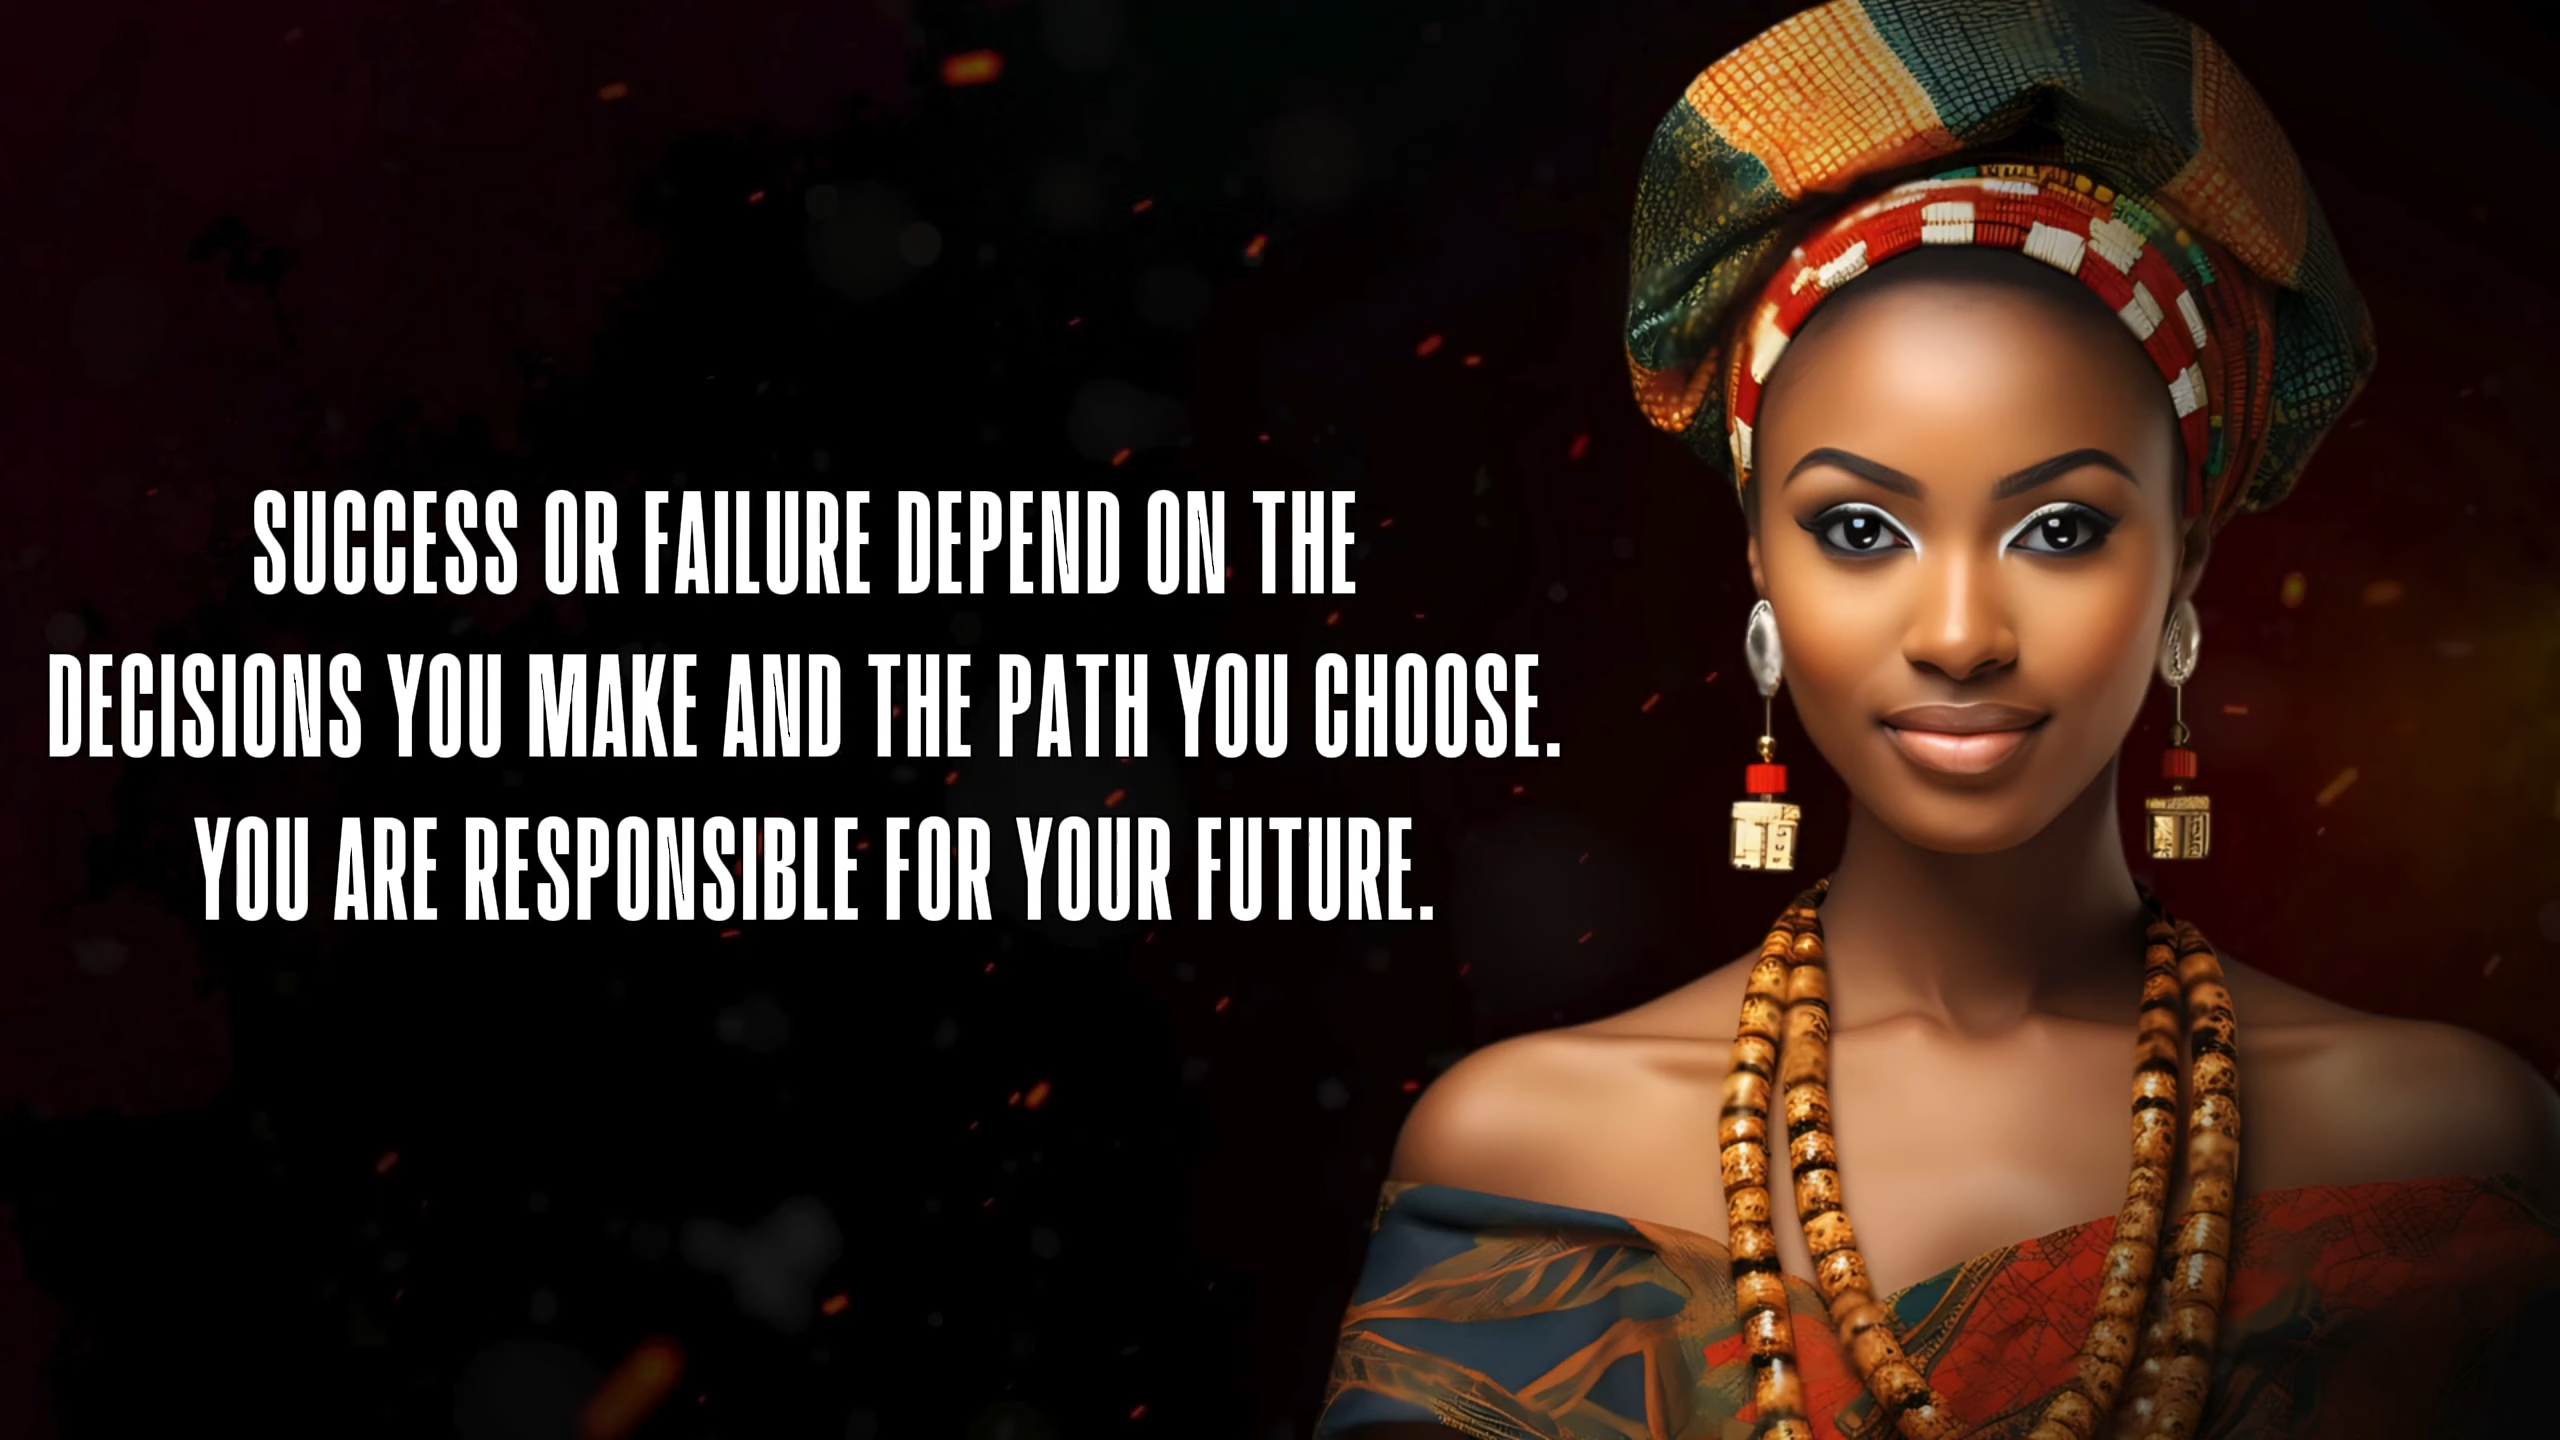 SUCCESS OR FAILURE DEPEND ON THE
DECISIONS YOU MAKE AND THE PATH YOU CHOOSE.
YOU ARE RESPONSIBLE FOR YOUR FUTURE.